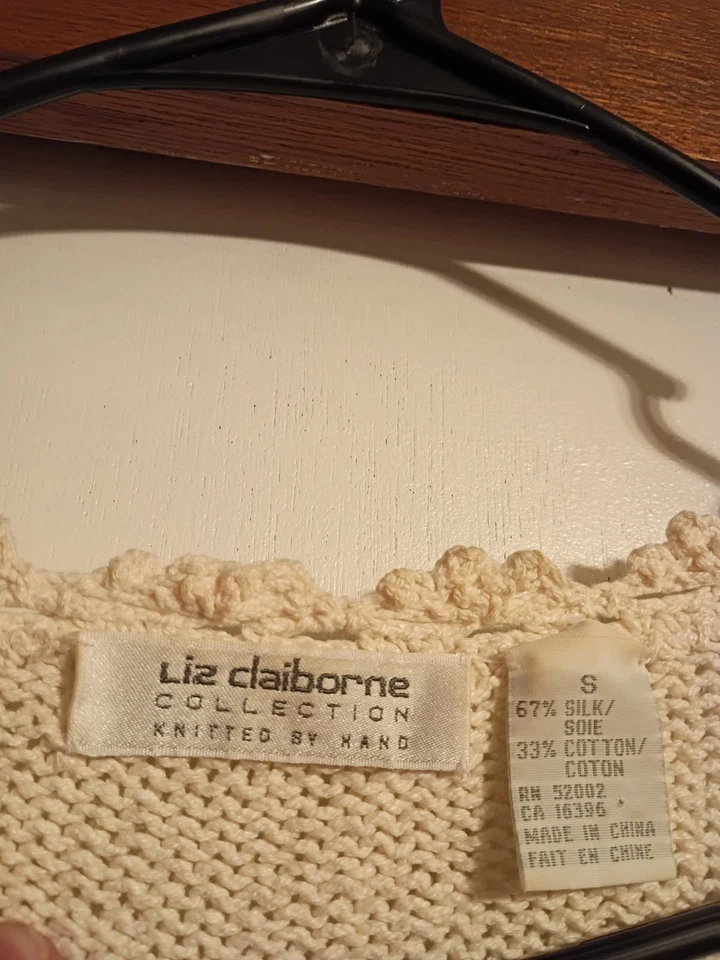 Liz claiborne
COLLECTION
KNITTED BY HAND
S
67% SILK/
SOIE
33% COTTON/
COTON
RN 52002
CA 16396
MADE IN CHINA
FAIT EN CHINE